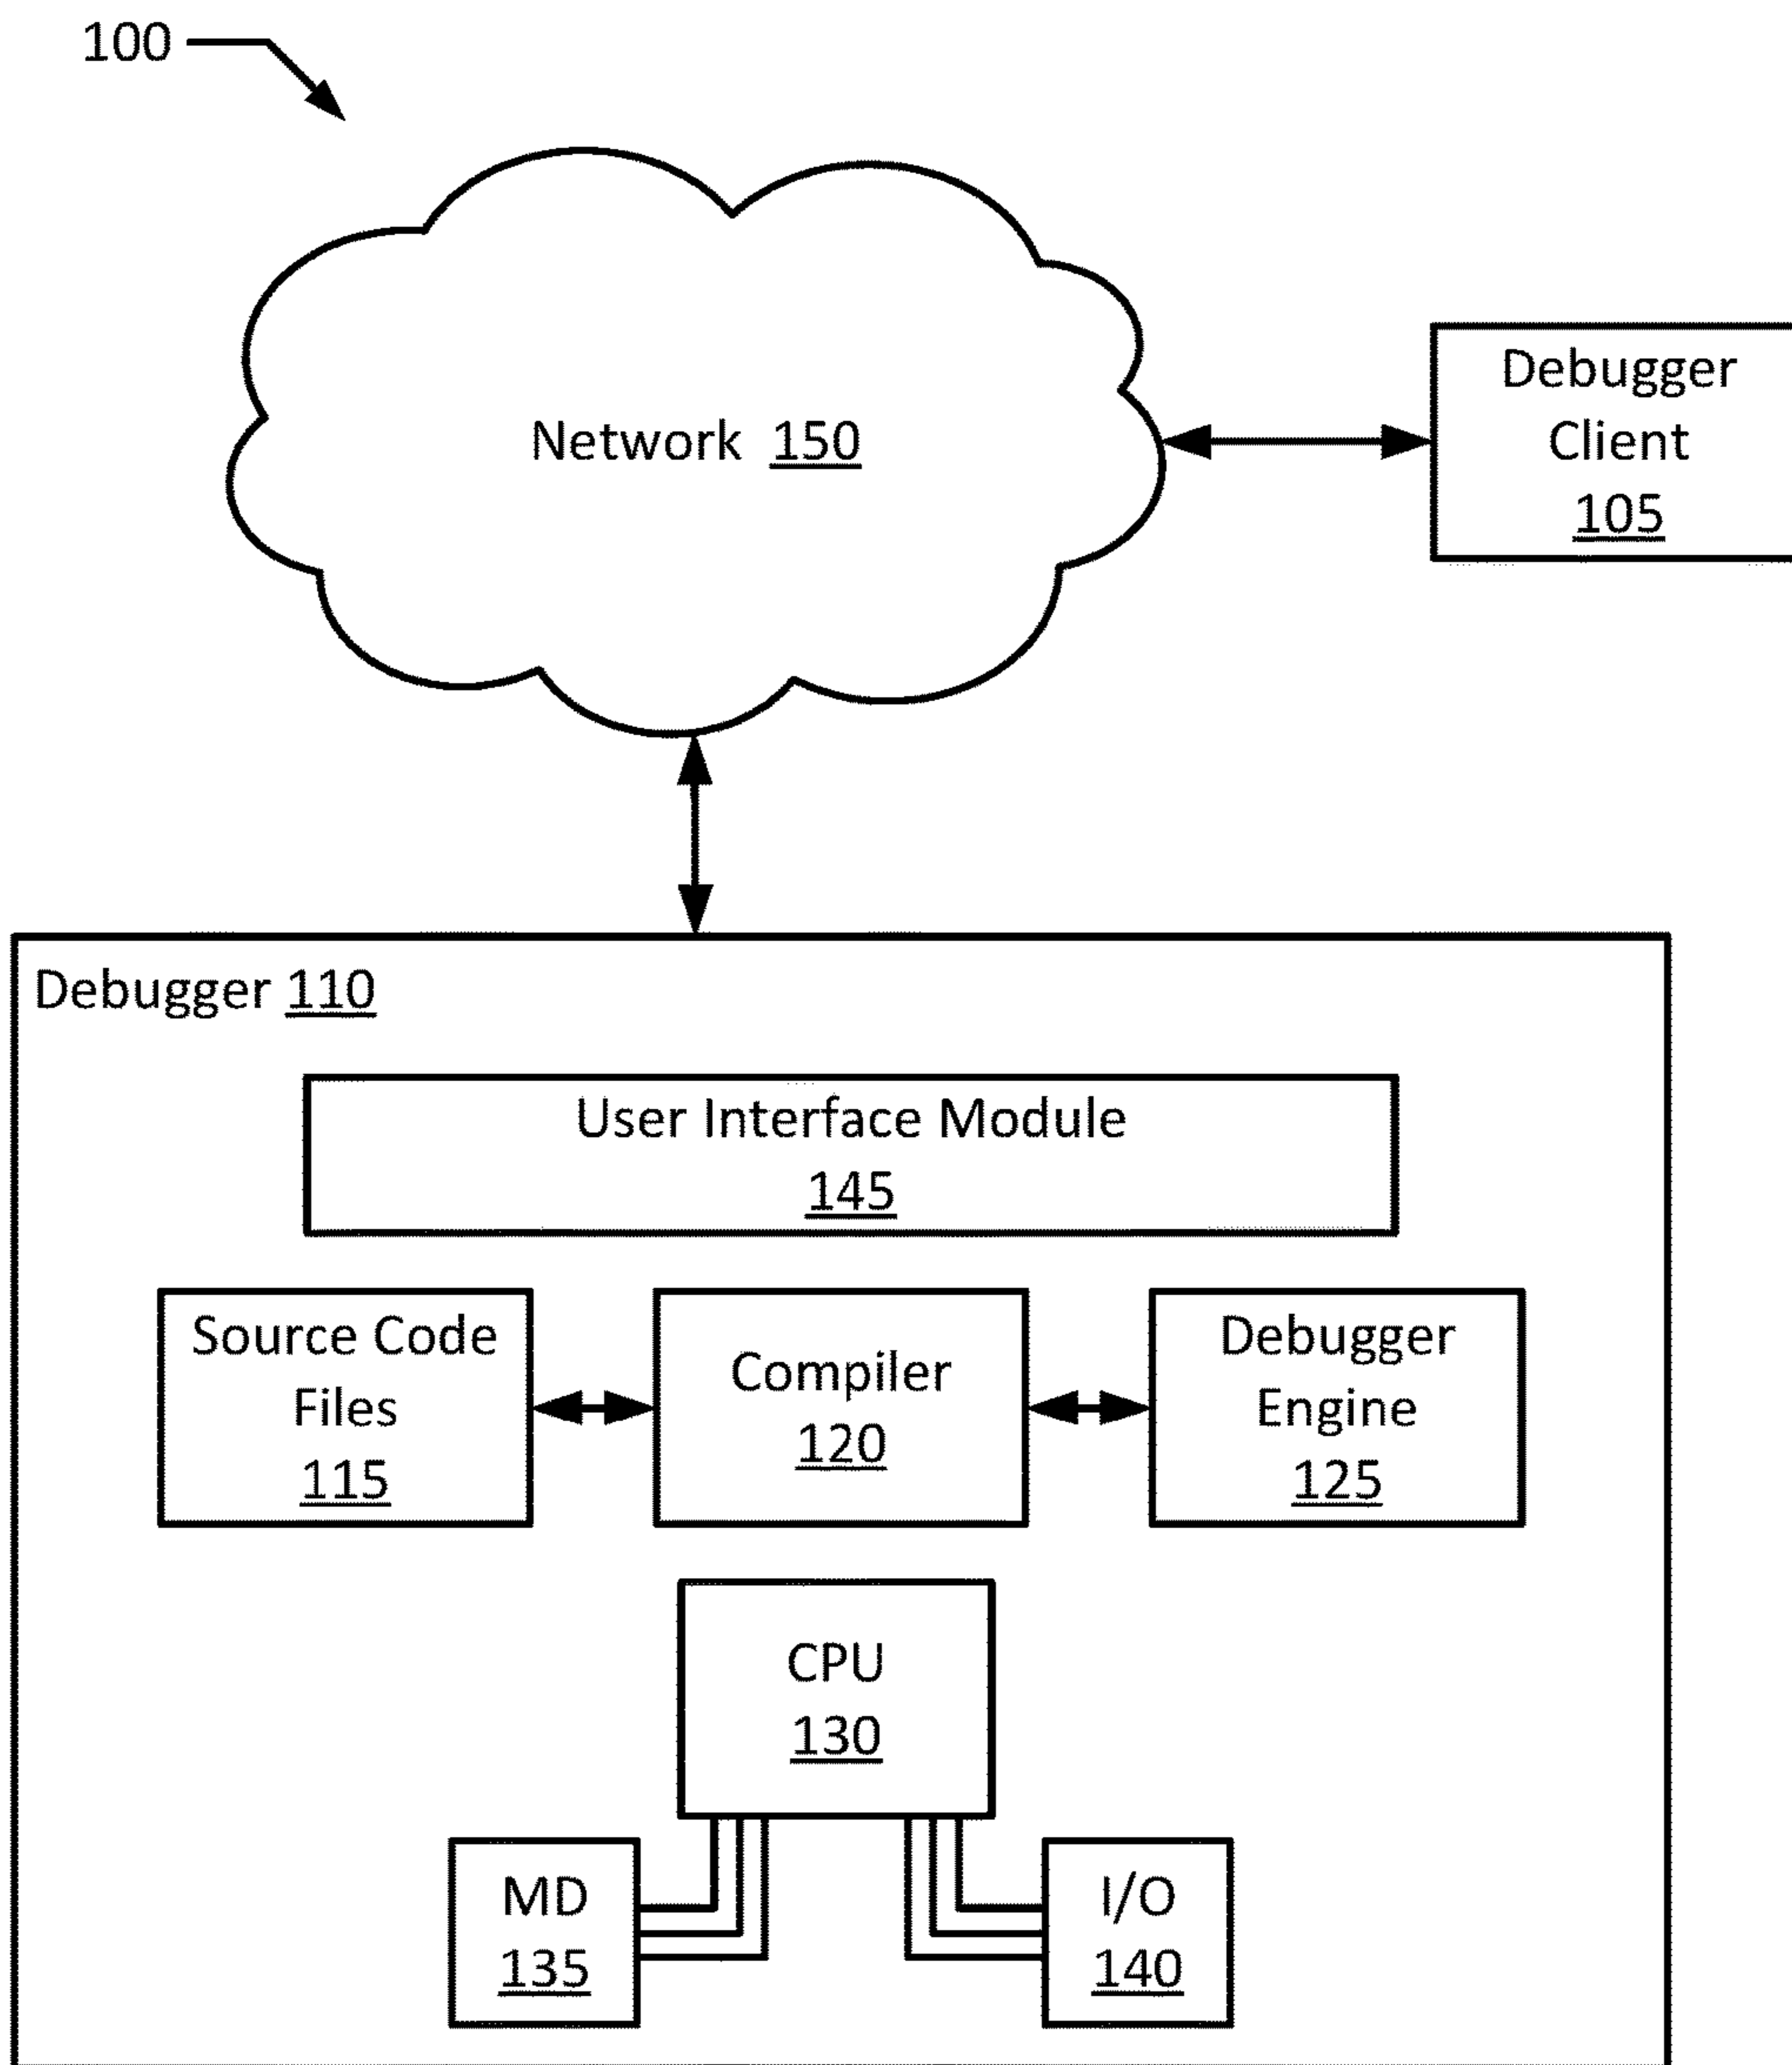 100
Network 150
Debugger
Client
105
Debugger 110
User Interface Module
145
Source Code
Files
115
Compiler
120
Debugger
Engine
125
CPU
130
MD
135
I/O
140